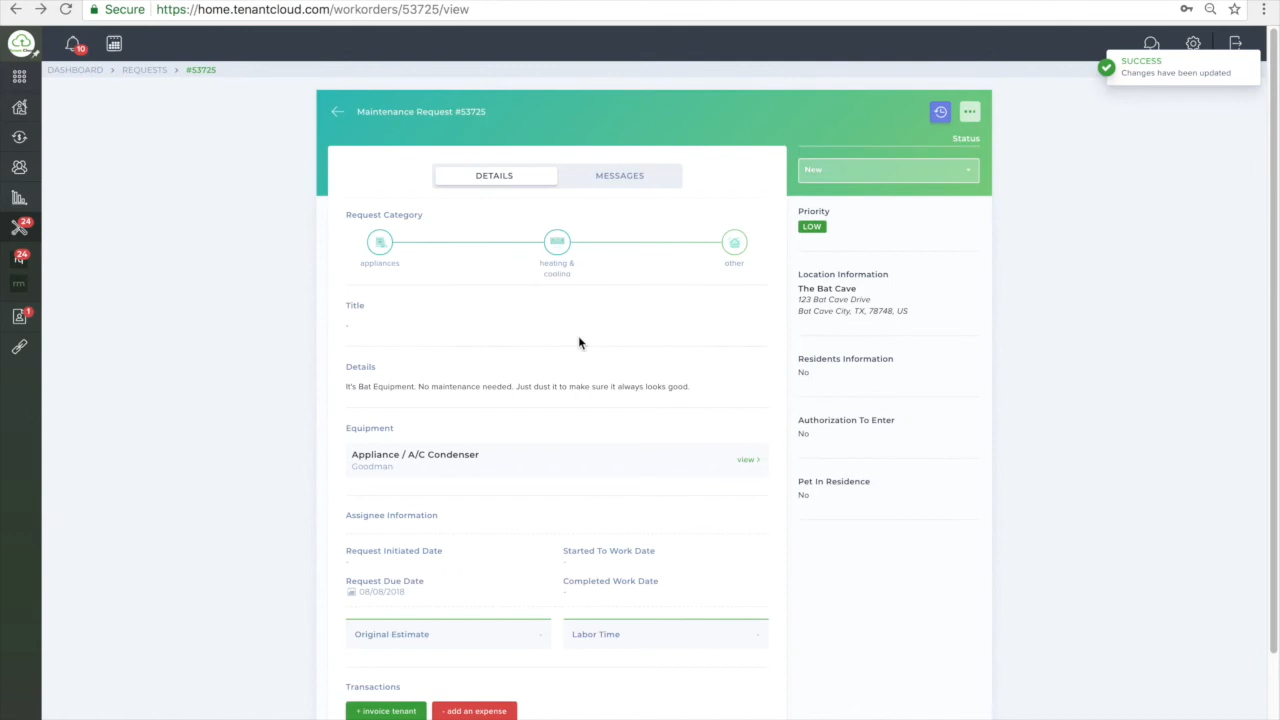 Secure https://home.tenantcloud.com/workorders/53725/view
10
SUCCESS
Changes have been updated
DASHBOARD > REQUESTS > #53725
Maintenance Request #53725
Status
New
DETAILS MESSAGES
Request Category
appliances
heating &
cooling
other
Priority
LOW
Location Information
The Bat Cave
123 Bat Cave Drive
Bat Cave City, TX, 78748, US
Title
-
Residents Information
No
Details
It's Bat Equipment. No maintenance needed. Just dust it to make sure it always looks good.
Authorization To Enter
No
Equipment
Appliance / A/C Condenser
Goodman
view >
Pet In Residence
No
Assignee Information
Request Initiated Date
-
Started To Work Date
-
Request Due Date
08/08/2018
Completed Work Date
-
Original Estimate -
Labor Time -
Transactions
+ invoice tenant
- add an expense
24
24
rm
1